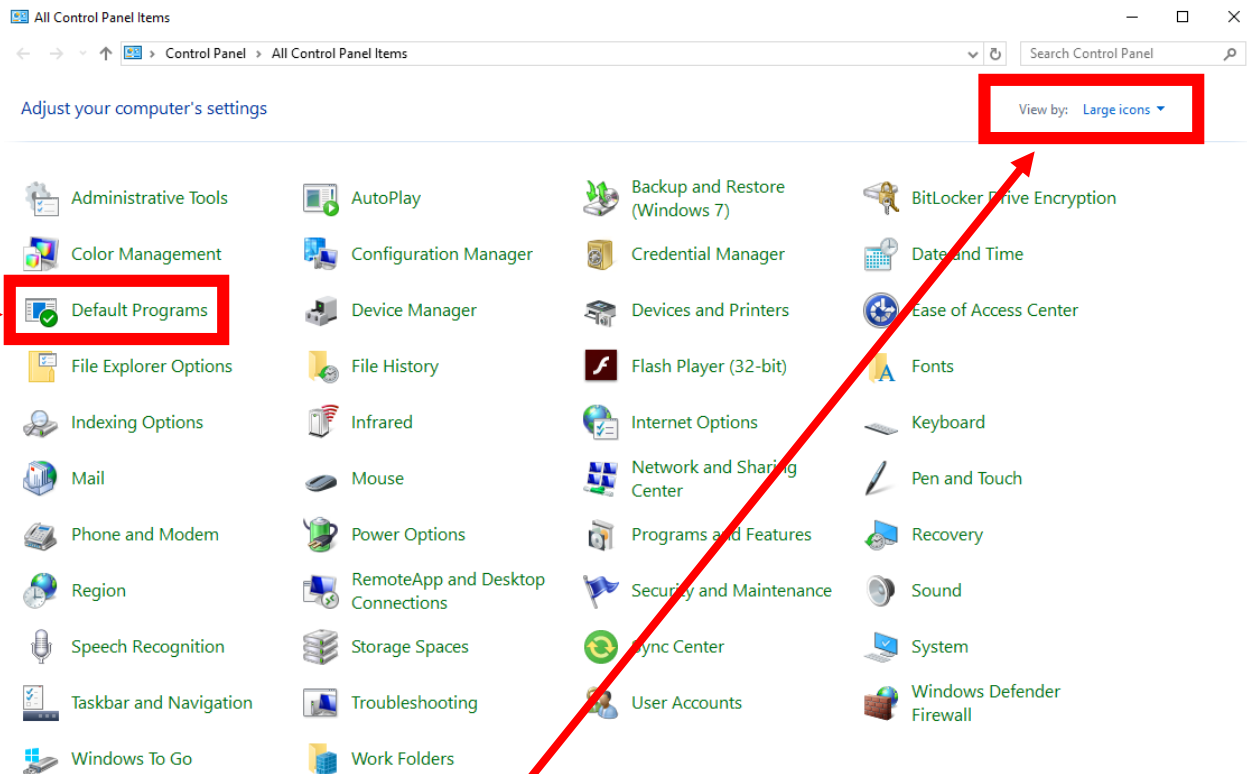 All Control Panel Items
Control Panel > All Control Panel Items
Search Control Panel
Adjust your computer's settings
View by: Large icons
Administrative Tools
AutoPlay
Backup and Restore
(Windows 7)
BitLocker Drive Encryption
Color Management
Configuration Manager
Credential Manager
Date and Time
Default Programs
Device Manager
Devices and Printers
Ease of Access Center
File Explorer Options
File History
Flash Player (32-bit)
Fonts
Indexing Options
Infrared
Internet Options
Keyboard
Mail
Mouse
Network and Sharing
Center
Pen and Touch
Phone and Modem
Power Options
Programs and Features
Recovery
Region
RemoteApp and Desktop
Connections
Security and Maintenance
Sound
Speech Recognition
Storage Spaces
Sync Center
System
Taskbar and Navigation
Troubleshooting
User Accounts
Windows Defender
Firewall
Windows To Go
Work Folders